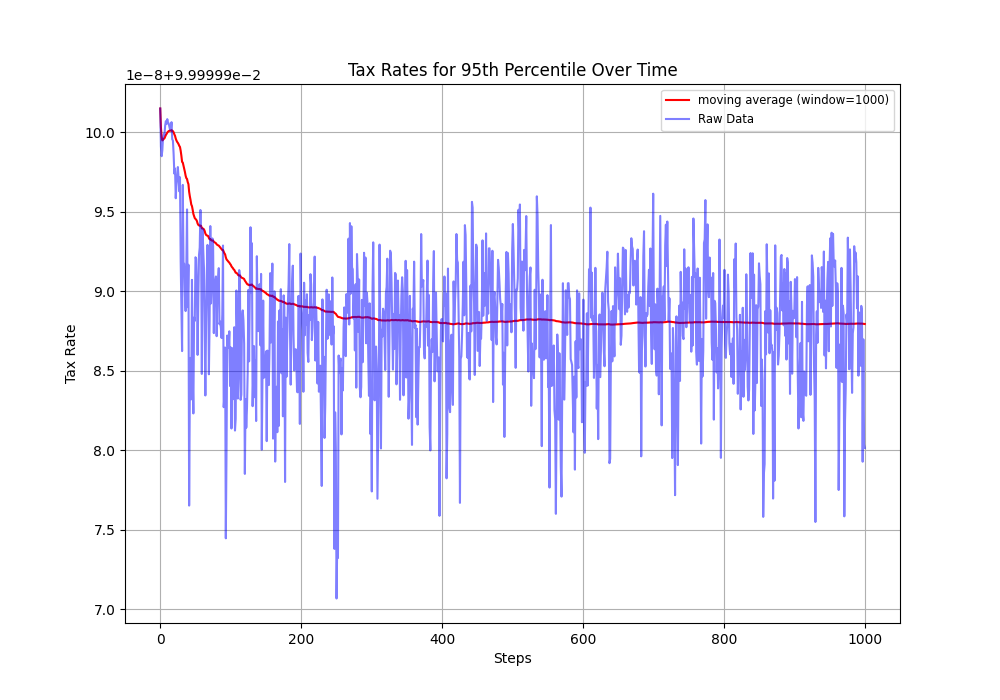 Tax Rates for 95th Percentile Over Time
1e−8+9.99999e−2
moving average (window=1000)
Raw Data
10.0
9.5
9.0
8.5
8.0
7.5
7.0
Tax Rate
0 200 400 600 800 1000
Steps